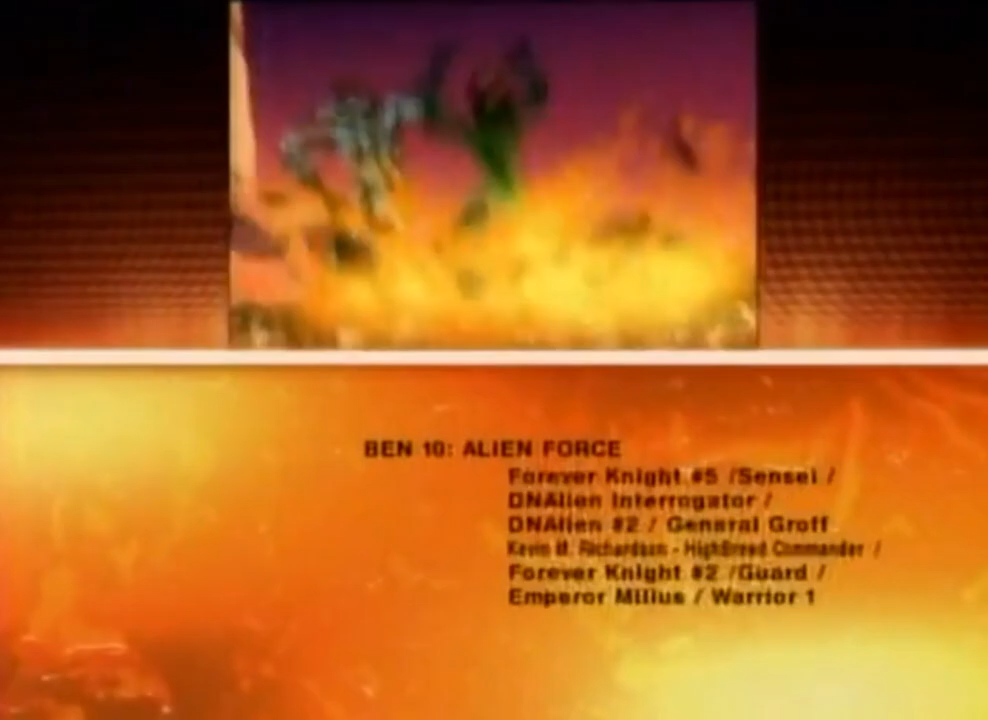 BEN 10: ALIEN FORCE
Forever Knight #5 /Sensei /
DNAlien Interrogator /
DNAlien #2 / General Groff
Kevin M. Richardson - HighBreed Commander /
Forever Knight #2 /Guard /
Emperor Millus / Warrior 1